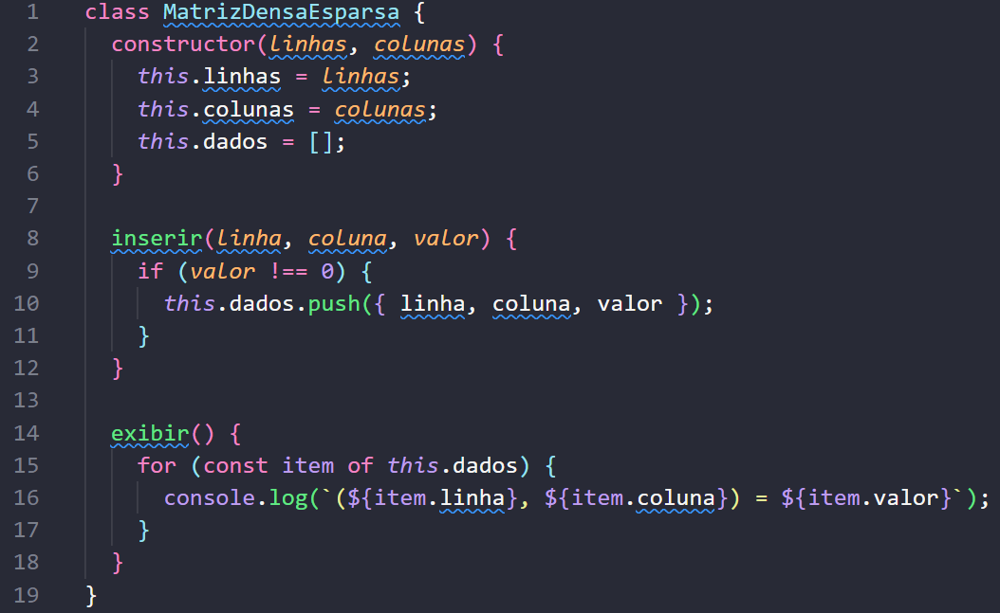 1 class MatrizDensaEsparsa {
2 constructor(linhas, colunas) {
3 this.linhas = linhas;
4 this.colunas = colunas;
5 this.dados = [];
6 }
7
8 inserir(linha, coluna, valor) {
9 if (valor !== 0) {
10 this.dados.push({ linha, coluna, valor });
11 }
12 }
13
14 exibir() {
15 for (const item of this.dados) {
16 console.log(`(${item.linha}, ${item.coluna}) = ${item.valor}`);
17 }
18 }
19 }